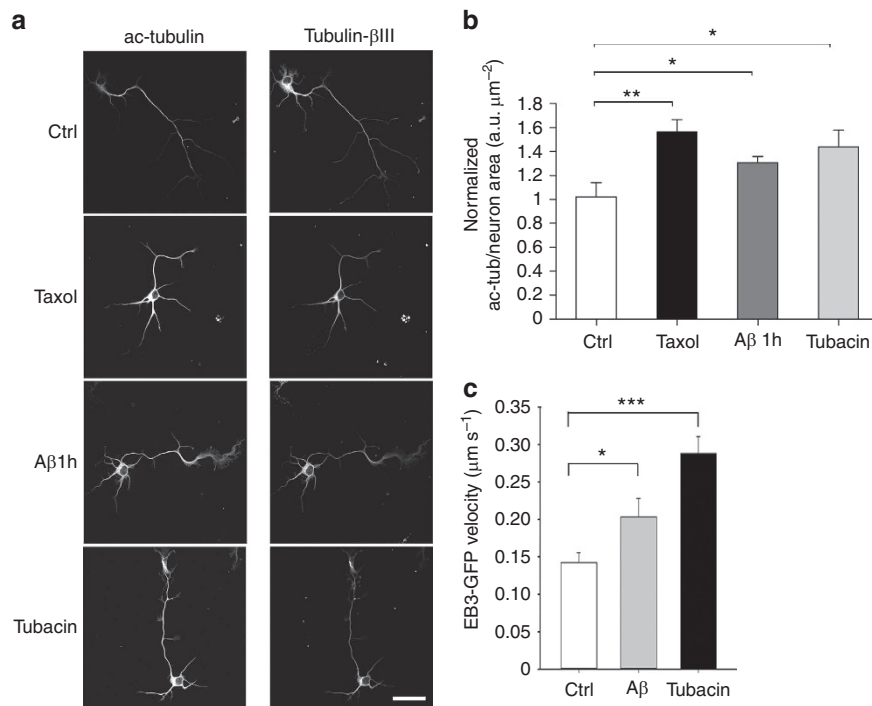 a
ac-tubulin Tubulin-βIII
Ctrl
Taxol
Aβ1h
Tubacin
b
*
*
**
Normalized
ac-tub/neuron area (a.u. μm⁻²)
1.8
1.6
1.4
1.2
1
0.8
0.6
0.4
0.2
0
Ctrl Taxol Aβ 1h Tubacin
c
***
*
EB3-GFP velocity (μm s⁻¹)
0.35
0.30
0.25
0.20
0.15
0.10
0.05
0
Ctrl Aβ Tubacin